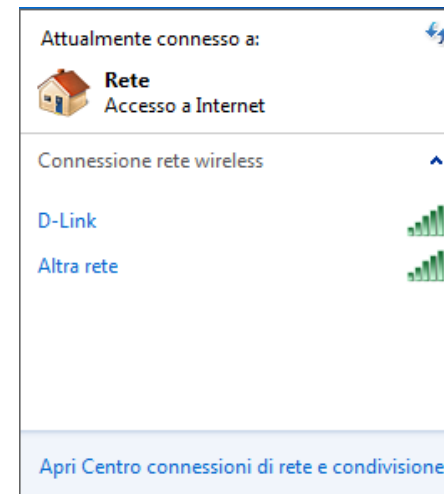 Attualmente connesso a:
Rete
Accesso a Internet
Connessione rete wireless
D-Link
Altra rete
Apri Centro connessioni di rete e condivisione